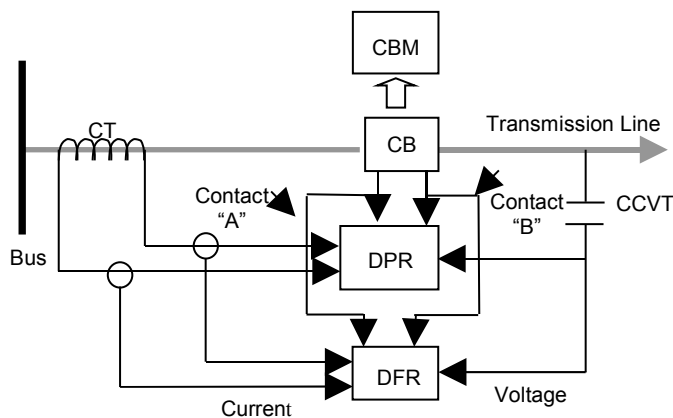 CBM
CT
CB
Transmission Line
Contact
“A”
Contact
“B”
CCVT
Bus
DPR
DFR
Current
Voltage